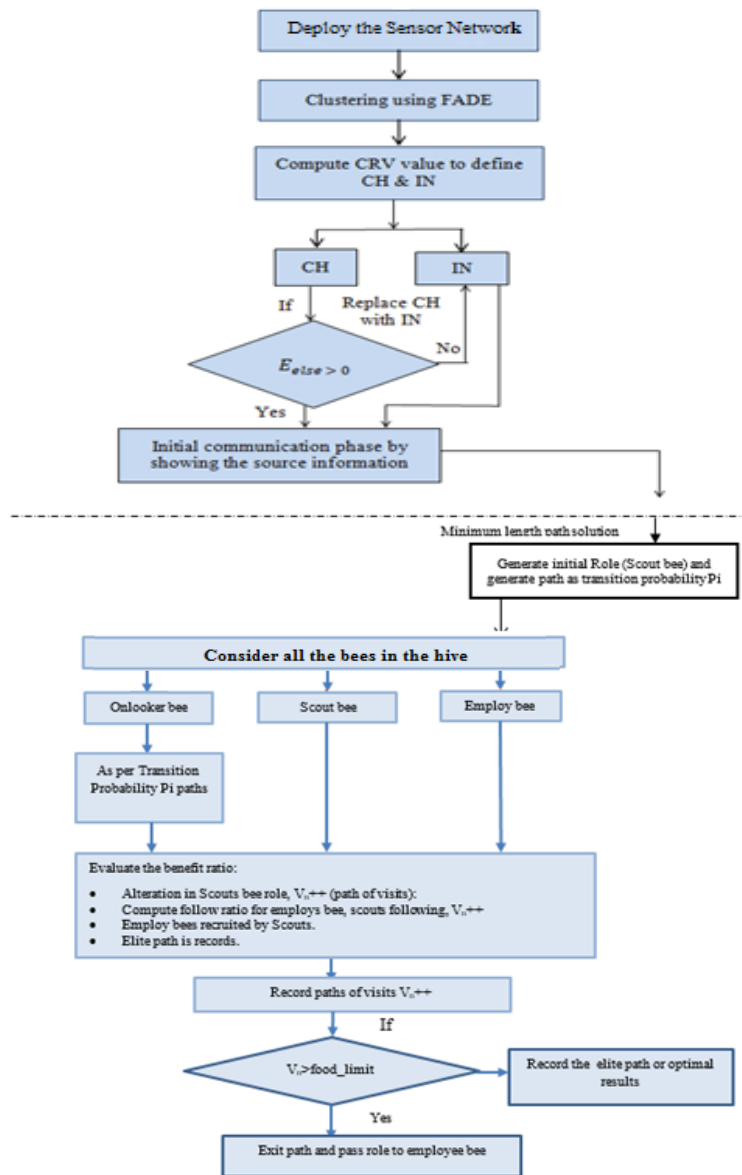 Deploy the Sensor Network
Clustering using FADE
Compute CRV value to define
CH & IN
CH
IN
If
Replace CH
with IN
No
E_else > 0
Yes
Initial communication phase by
showing the source information
Minimum length path solution
Generate initial Role (Scout bee) and
generate path as transition probability Pi
Consider all the bees in the hive
Onlooker bee
Scout bee
Employ bee
As per Transition
Probability Pi paths
Evaluate the benefit ratio:
• Alteration in Scouts bee role, Vₙ++ (path of visits):
• Compute follow ratio for employs bee, scouts following, Vₙ++
• Employ bees recruited by Scouts.
• Elite path is records.
Record paths of visits Vₙ++
If
Vₙ>food_limit
Record the elite path or optimal
results
Yes
Exit path and pass role to employee bee